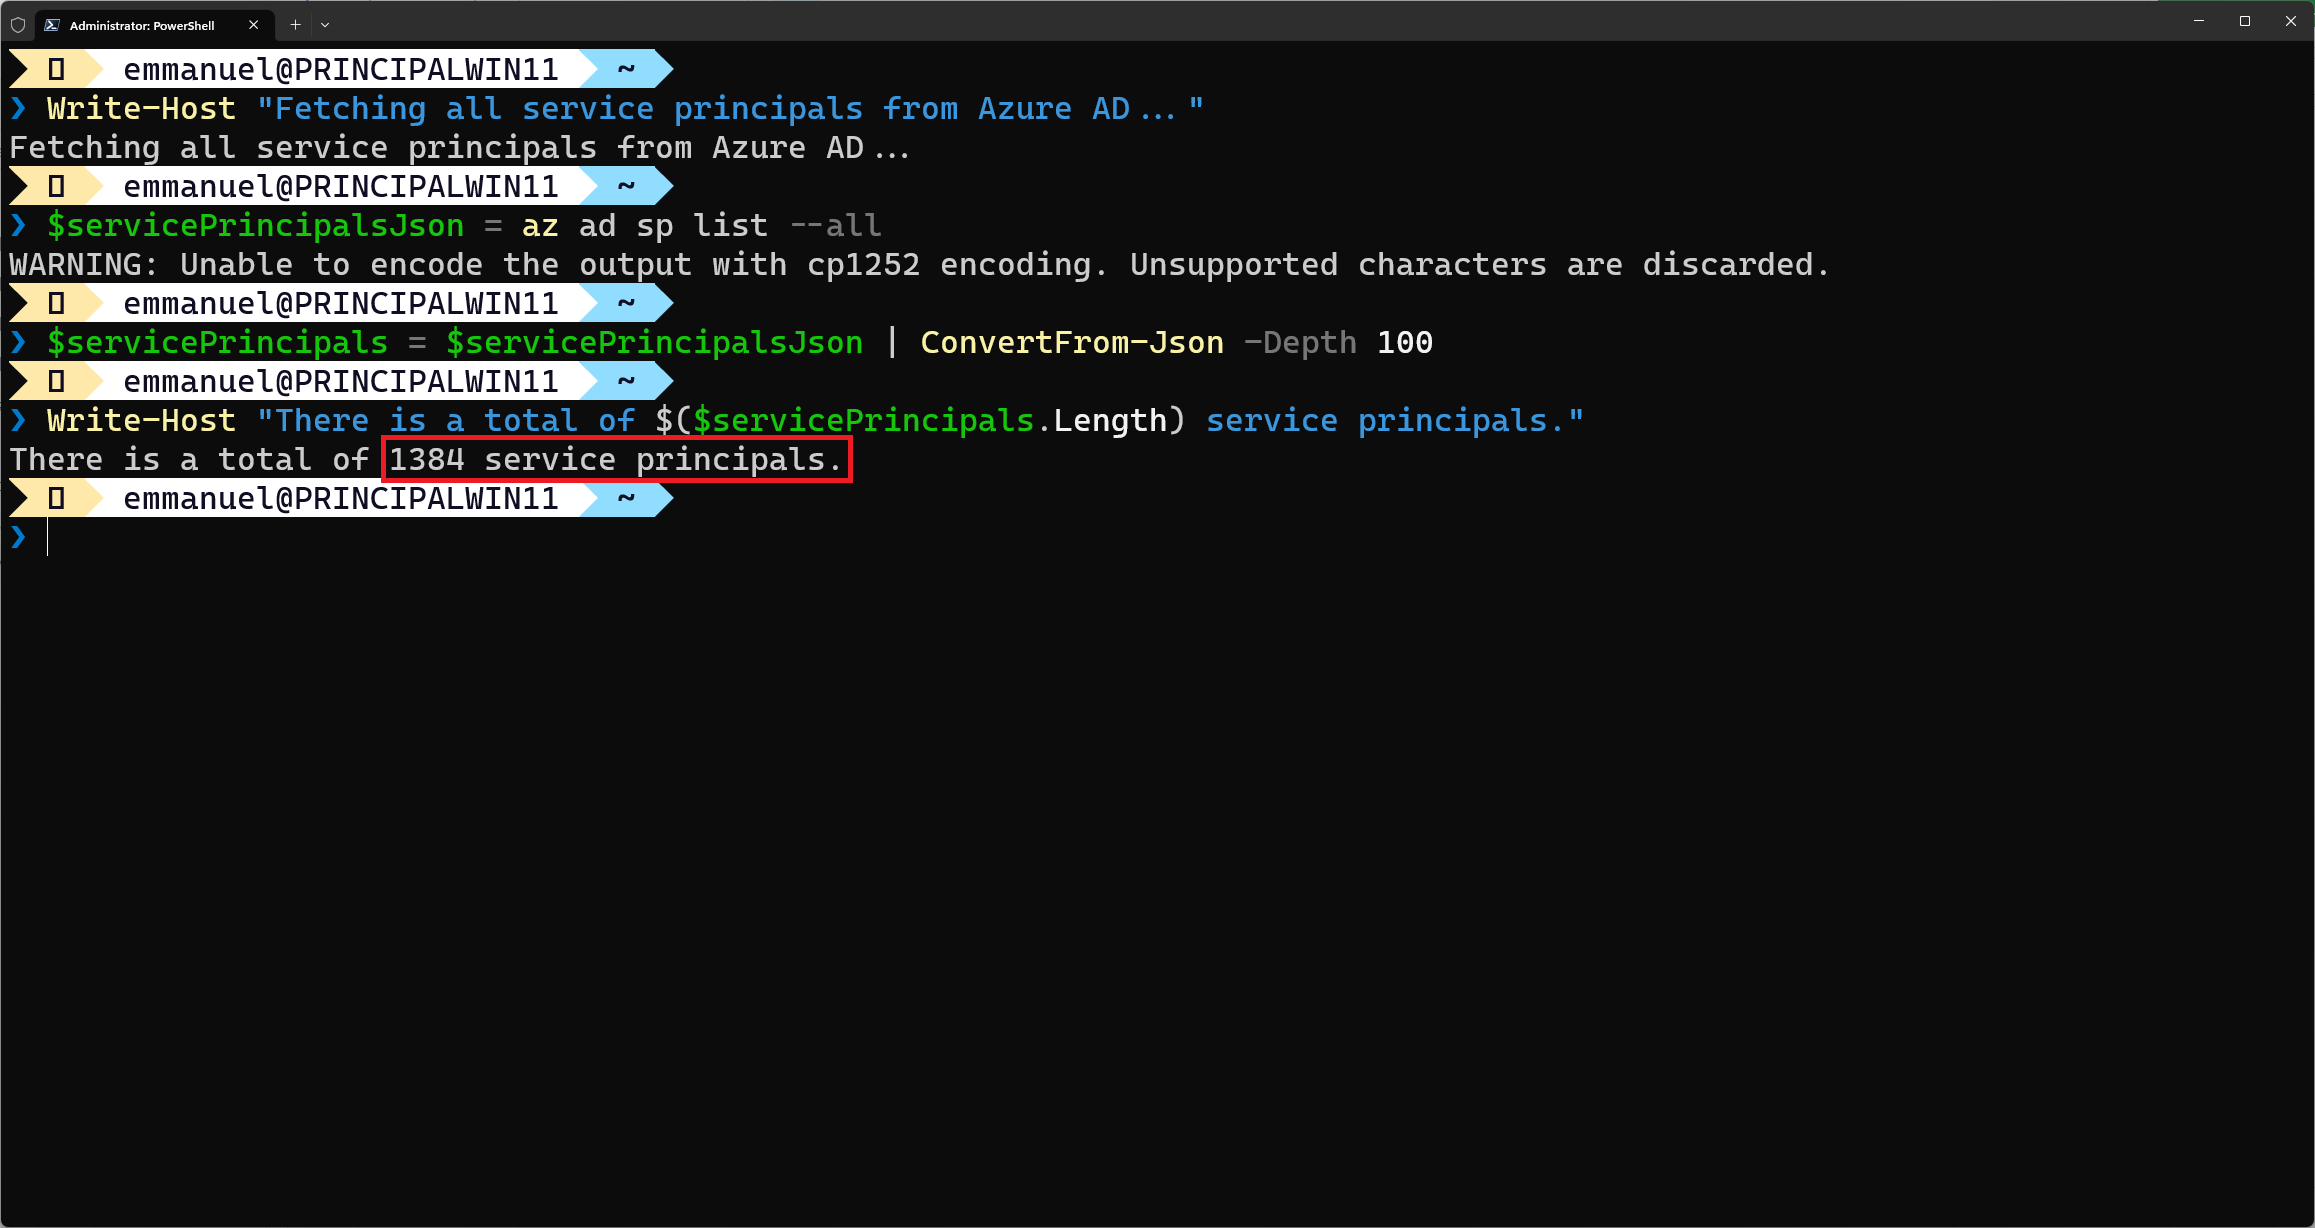 Administrator: PowerShell
emmanuel@PRINCIPALWIN11 ~
❯ Write-Host "Fetching all service principals from Azure AD..."
Fetching all service principals from Azure AD...
emmanuel@PRINCIPALWIN11 ~
❯ $servicePrincipalsJson = az ad sp list --all
WARNING: Unable to encode the output with cp1252 encoding. Unsupported characters are discarded.
emmanuel@PRINCIPALWIN11 ~
❯ $servicePrincipals = $servicePrincipalsJson | ConvertFrom-Json -Depth 100
emmanuel@PRINCIPALWIN11 ~
❯ Write-Host "There is a total of $($servicePrincipals.Length) service principals."
There is a total of 1384 service principals.
emmanuel@PRINCIPALWIN11 ~
❯